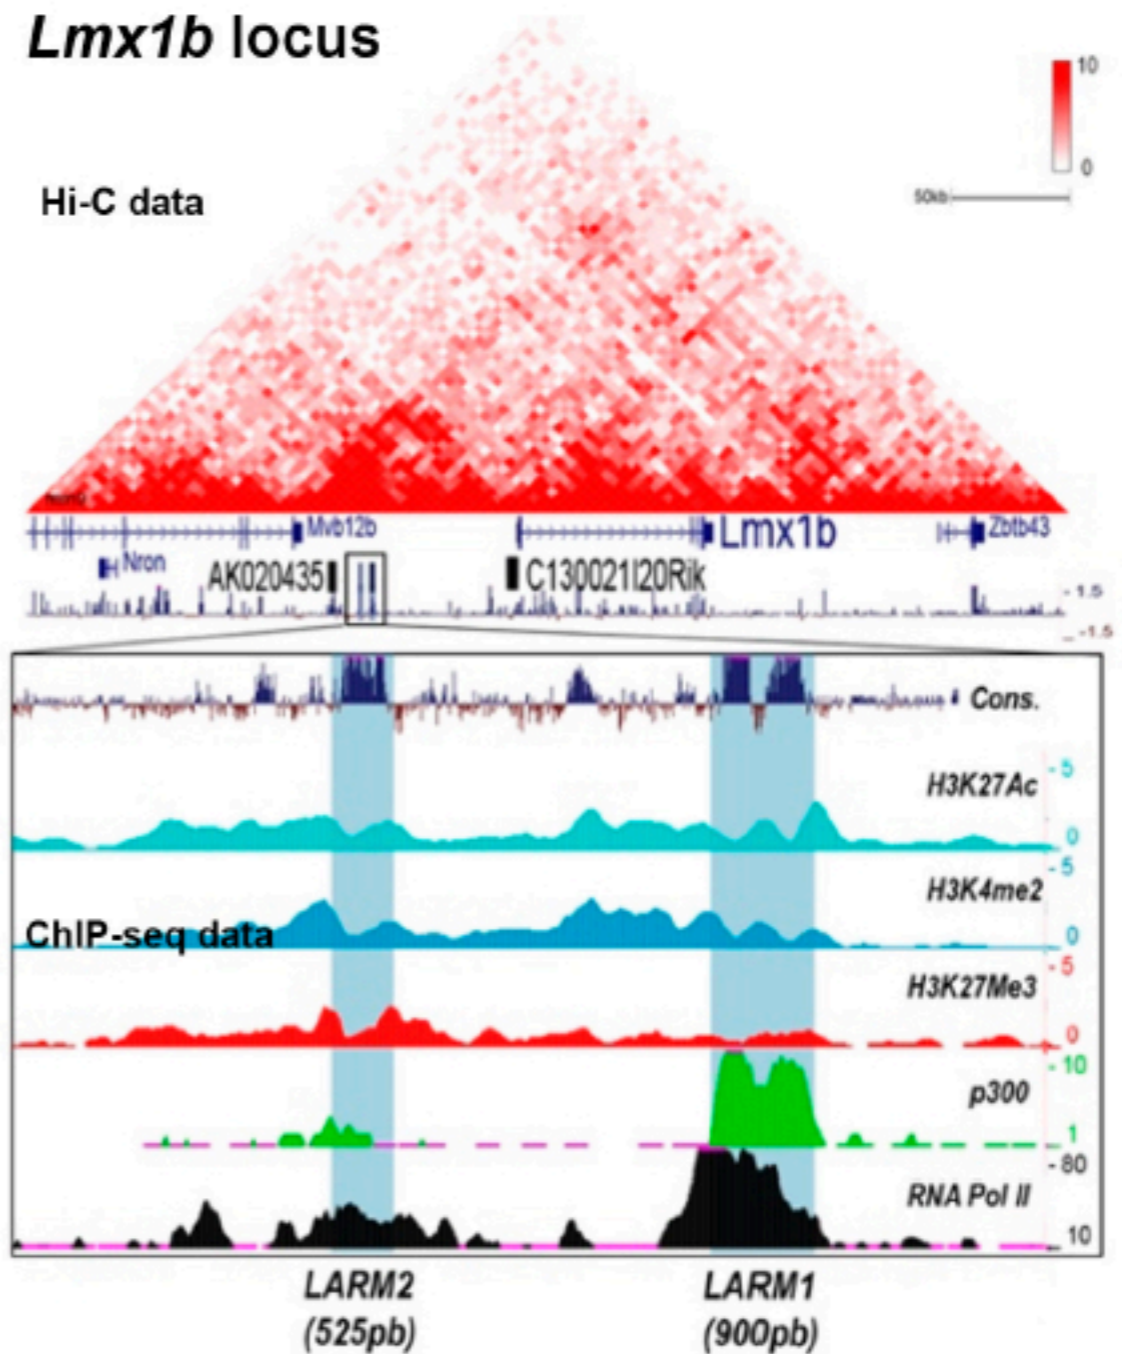 Lmx1b locus
10
0
50kb
Hi-C data
Mvb12b
Lmx1b
Zbtb43
Nron
AK020435
C130021I20Rik
- 1.5
_ -1.5
Cons.
- 5
H3K27Ac
0
- 5
H3K4me2
ChIP-seq data
0
- 5
H3K27Me3
0
- 10
p300
1
- 80
RNA Pol II
10
LARM2
LARM1
(525pb)
(900pb)